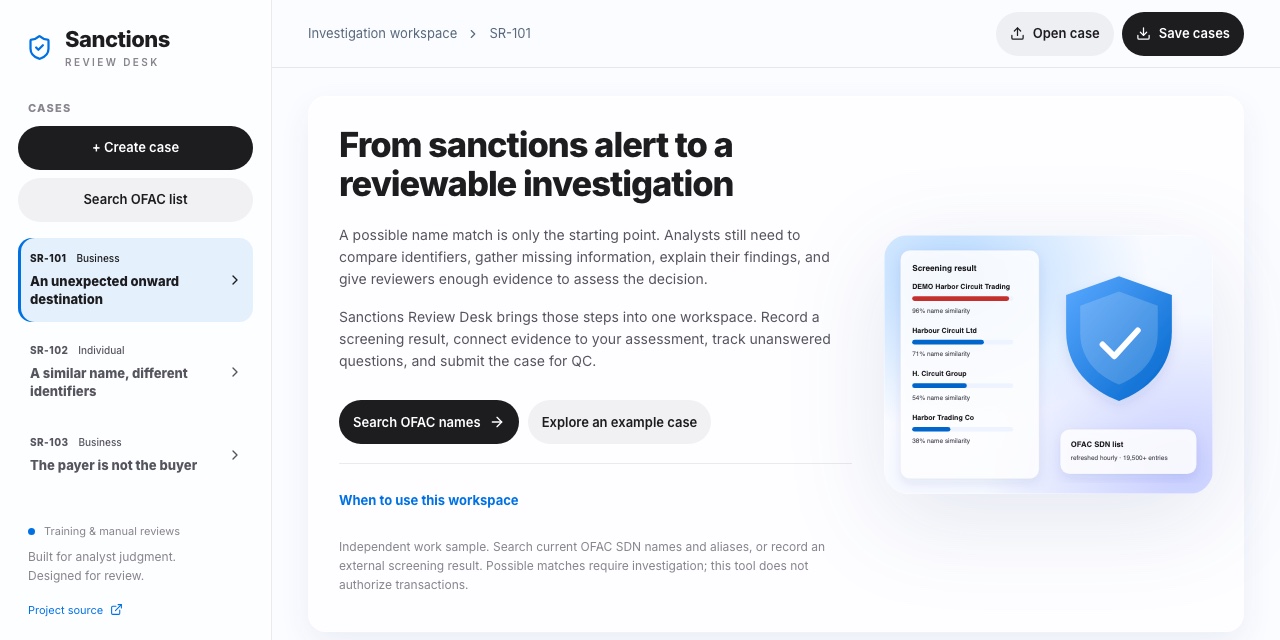 Sanctions
REVIEW DESK
CASES
+ Create case
Search OFAC list
SR-101 Business
An unexpected onward
destination
SR-102 Individual
A similar name, different
identifiers
SR-103 Business
The payer is not the buyer
Training & manual reviews
Built for analyst judgment.
Designed for review.
Project source
Investigation workspace > SR-101
Open case
Save cases
From sanctions alert to a
reviewable investigation
A possible name match is only the starting point. Analysts still need to
compare identifiers, gather missing information, explain their findings, and
give reviewers enough evidence to assess the decision.
Sanctions Review Desk brings those steps into one workspace. Record a
screening result, connect evidence to your assessment, track unanswered
questions, and submit the case for QC.
Search OFAC names →
Explore an example case
When to use this workspace
Independent work sample. Search current OFAC SDN names and aliases, or record an
external screening result. Possible matches require investigation; this tool does not
authorize transactions.
Screening result
DEMO Harbor Circuit Trading
96% name similarity
Harbour Circuit Ltd
71% name similarity
H. Circuit Group
54% name similarity
Harbor Trading Co
38% name similarity
OFAC SDN list
refreshed hourly · 19,500+ entries